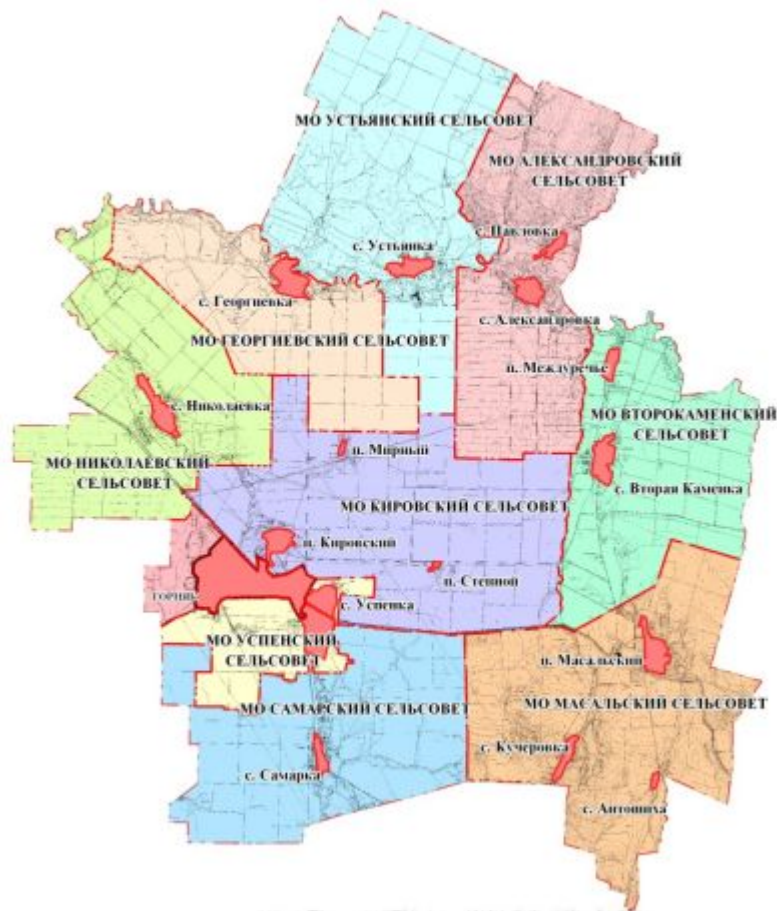 МО УСТЬЯНСКИЙ СЕЛЬСОВЕТ
МО АЛЕКСАНДРОВСКИЙ
СЕЛЬСОВЕТ
с. Павловка
с. Устьянка
с. Георгиевка
с. Александровка
МО ГЕОРГИЕВСКИЙ СЕЛЬСОВЕТ
п. Междуречье
с. Николаевка
МО ВТОРОКАМЕНСКИЙ
СЕЛЬСОВЕТ
п. Мирный
МО НИКОЛАЕВСКИЙ
СЕЛЬСОВЕТ
с. Вторая Каменка
МО КИРОВСКИЙ СЕЛЬСОВЕТ
п. Кировский
п. Степной
ГОРНЯК
с. Успенка
МО УСПЕНСКИЙ
СЕЛЬСОВЕТ
п. Масальский
МО САМАРСКИЙ СЕЛЬСОВЕТ
МО МАСАЛЬСКИЙ СЕЛЬСОВЕТ
с. Кучеровка
с. Самарка
с. Антошиха